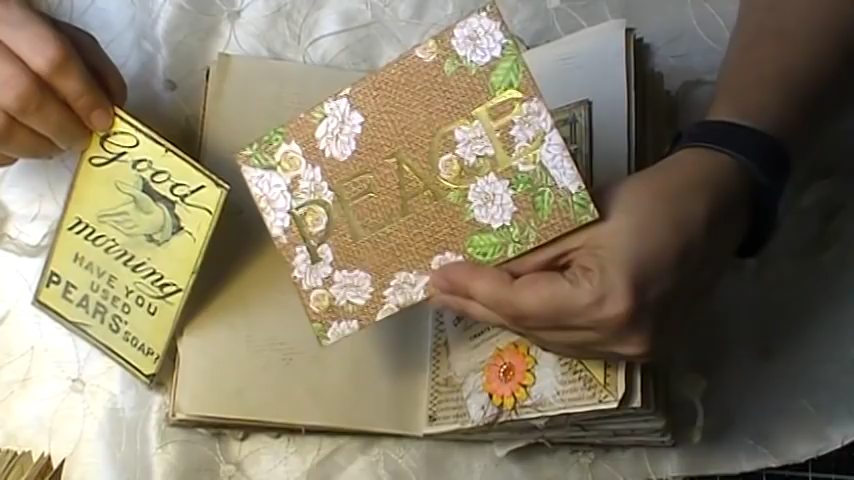 Good
morning
HAVE YOU
USED
PEARS'
SOAP?
PEACE